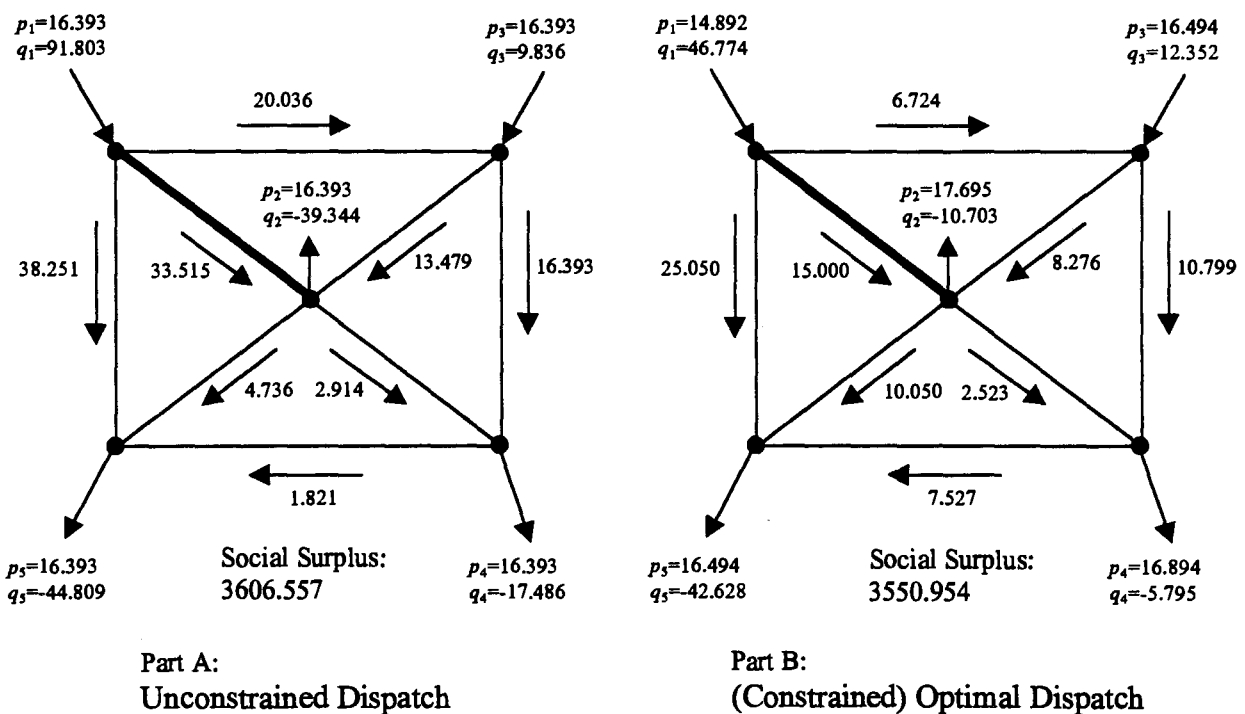 p₁=16.393
q₁=91.803
p₃=16.393
q₃=9.836
20.036
p₂=16.393
q₂=-39.344
38.251
33.515
13.479
16.393
4.736
2.914
1.821
p₅=16.393
q₅=-44.809
Social Surplus:
3606.557
p₄=16.393
q₄=-17.486
Part A:
Unconstrained Dispatch
p₁=14.892
q₁=46.774
p₃=16.494
q₃=12.352
6.724
p₂=17.695
q₂=-10.703
25.050
15.000
8.276
10.799
10.050
2.523
7.527
p₅=16.494
q₅=-42.628
Social Surplus:
3550.954
p₄=16.894
q₄=-5.795
Part B:
(Constrained) Optimal Dispatch